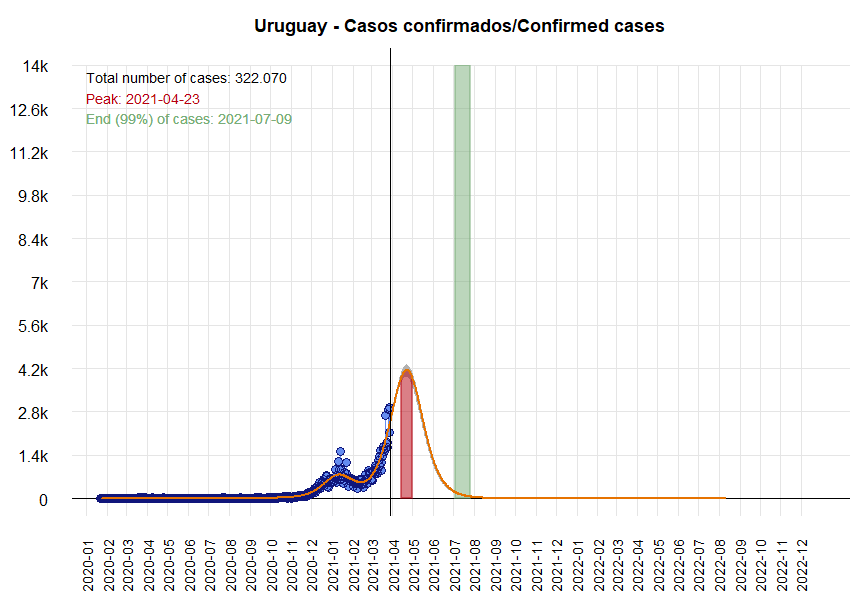 Uruguay - Casos confirmados/Confirmed cases
14k
Total number of cases: 322.070
Peak: 2021-04-23
12.6k
End (99%) of cases: 2021-07-09
11.2k
9.8k
8.4k
7k
5.6k
4.2k
2.8k
1.4k
0
2020-01
2020-02
2020-03
2020-04
2020-05
2020-06
2020-07
2020-08
2020-09
2020-10
2020-11
2020-12
2021-01
2021-02
2021-03
2021-04
2021-05
2021-06
2021-07
2021-08
2021-09
2021-10
2021-11
2021-12
2022-01
2022-02
2022-03
2022-04
2022-05
2022-06
2022-07
2022-08
2022-09
2022-10
2022-11
2022-12